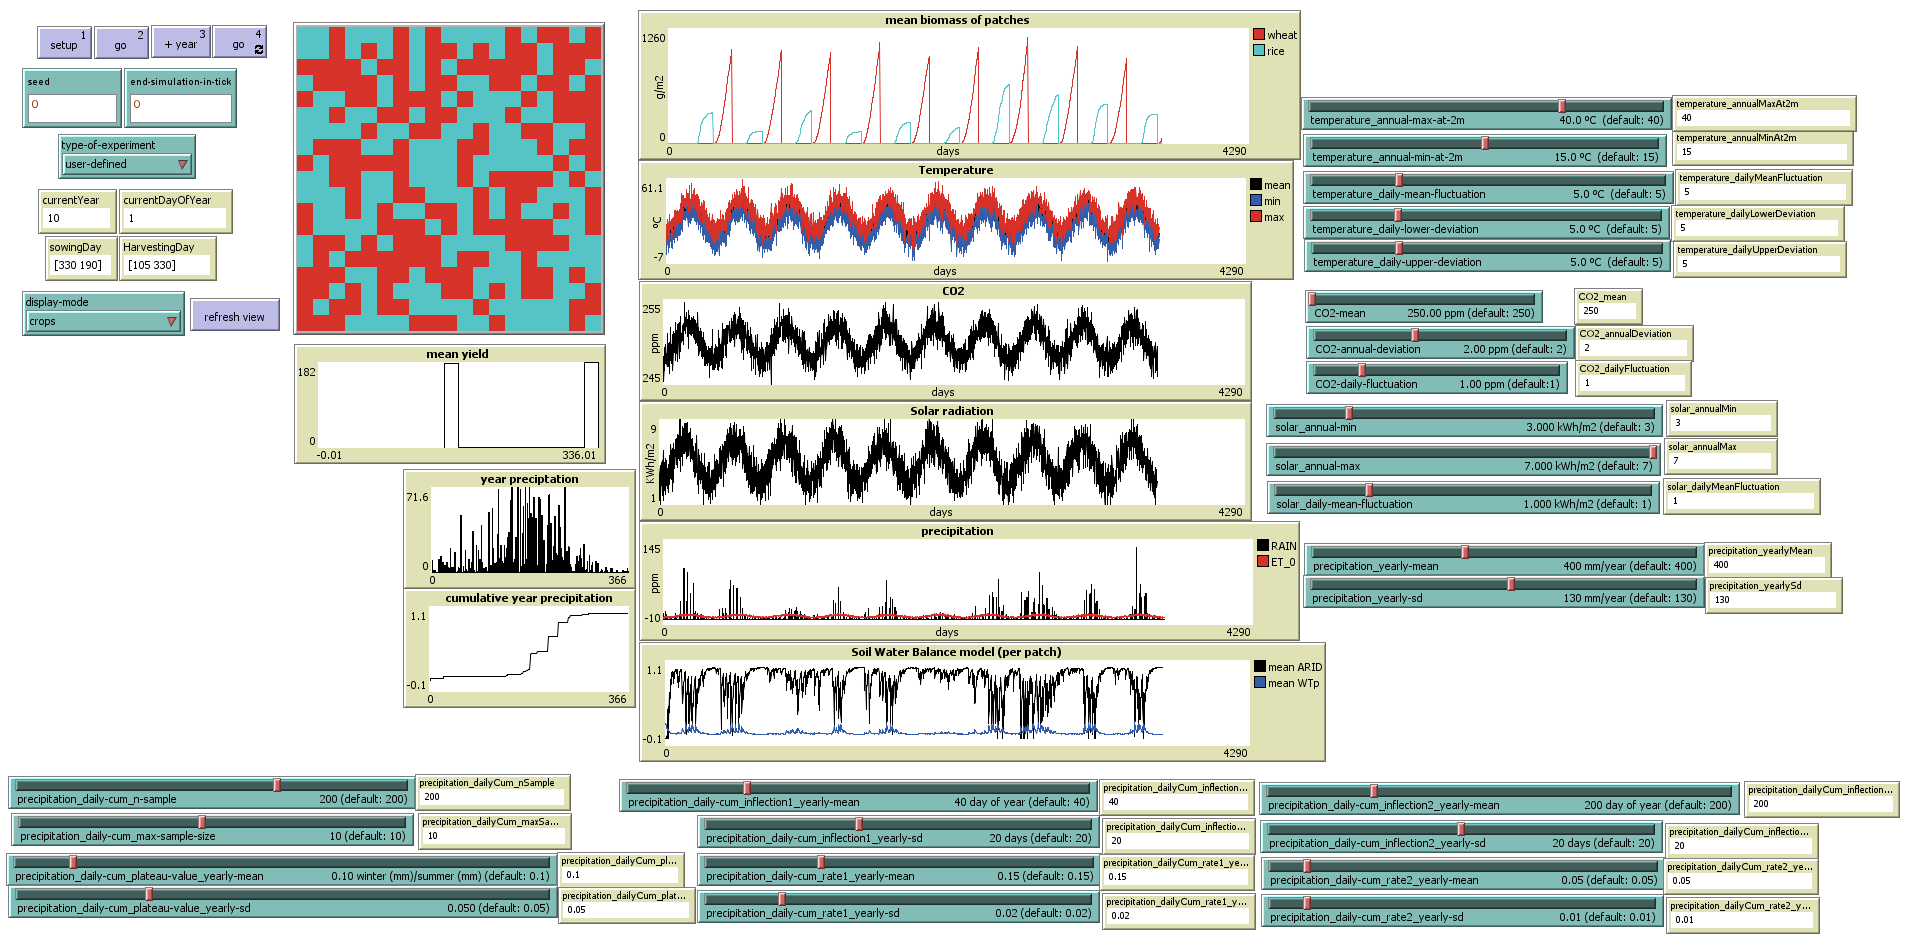 setup 1
go 2
+ year 3
go 4
seed
0
end-simulation-in-tick
0
type-of-experiment
user-defined
currentYear
10
currentDayOfYear
1
sowingDay
[330 190]
HarvestingDay
[105 330]
display-mode
crops
refresh view
mean yield
182
0
-0.01
336.01
year preciptation
71.6
0
0
366
cumulative year precipitation
1.1
-0.1
0
366
mean biomass of patches
1260
g/m2
0
0
days
4290
wheat
rice
Temperature
61.1
ºC
-7
0
days
4290
mean
min
max
CO2
255
ppm
245
0
days
4290
Solar radiation
9
KWh/m2
1
0
days
4290
precipitation
145
ppm
-10
0
days
4290
RAIN
ET_0
Soil Water Balance model (per patch)
1.1
-0.1
0
4290
mean ARID
mean WTp
temperature_annual-max-at-2m 40.0 ºC (default: 40)
temperature_annualMaxAt2m
40
temperature_annual-min-at-2m 15.0 ºC (default: 15)
temperature_annualMinAt2m
15
temperature_daily-mean-fluctuation 5.0 ºC (default: 5)
temperature_dailyMeanFluctuation
5
temperature_daily-lower-deviation 5.0 ºC (default: 5)
temperature_dailyLowerDeviation
5
temperature_daily-upper-deviation 5.0 ºC (default: 5)
temperature_dailyUpperDeviation
5
CO2-mean 250.00 ppm (default: 250)
CO2_mean
250
CO2-annual-deviation 2.00 ppm (default: 2)
CO2_annualDeviation
2
CO2-daily-fluctuation 1.00 ppm (default:1)
CO2_dailyFluctuation
1
solar_annual-min 3.000 kWh/m2 (default: 3)
solar_annualMin
3
solar_annual-max 7.000 kWh/m2 (default: 7)
solar_annualMax
7
solar_daily-mean-fluctuation 1.000 kWh/m2 (default: 1)
solar_dailyMeanFluctuation
1
precipitation_yearly-mean 400 mm/year (default: 400)
precipitation_yearlyMean
400
precipitation_yearly-sd 130 mm/year (default: 130)
precipitation_yearlySd
130
precipitation_daily-cum_n-sample 200 (default: 200)
precipitation_dailyCum_nSample
200
precipitation_daily-cum_max-sample-size 10 (default: 10)
precipitation_dailyCum_maxSa...
10
precipitation_daily-cum_plateau-value_yearly-mean 0.10 winter (mm)/summer (mm) (default: 0.1)
precipitation_dailyCum_pl...
0.1
precipitation_daily-cum_plateau-value_yearly-sd 0.050 (default: 0.05)
precipitation_dailyCum_plat...
0.05
precipitation_daily-cum_inflection1_yearly-mean 40 day of year (default: 40)
precipitation_dailyCum_inflection...
40
precipitation_daily-cum_inflection1_yearly-sd 20 days (default: 20)
precipitation_dailyCum_inflectio...
20
precipitation_daily-cum_rate1_yearly-mean 0.15 (default: 0.15)
precipitation_dailyCum_rate1_ye...
0.15
precipitation_daily-cum_rate1_yearly-sd 0.02 (default: 0.02)
precipitation_dailyCum_rate1_y...
0.02
precipitation_daily-cum_inflection2_yearly-mean 200 day of year (default: 200)
precipitation_dailyCum_inflection...
200
precipitation_daily-cum_inflection2_yearly-sd 20 days (default: 20)
precipitation_dailyCum_inflectio...
20
precipitation_daily-cum_rate2_yearly-mean 0.05 (default: 0.05)
precipitation_dailyCum_rate2_ye...
0.05
precipitation_daily-cum_rate2_yearly-sd 0.01 (default: 0.01)
precipitation_dailyCum_rate2_y...
0.01